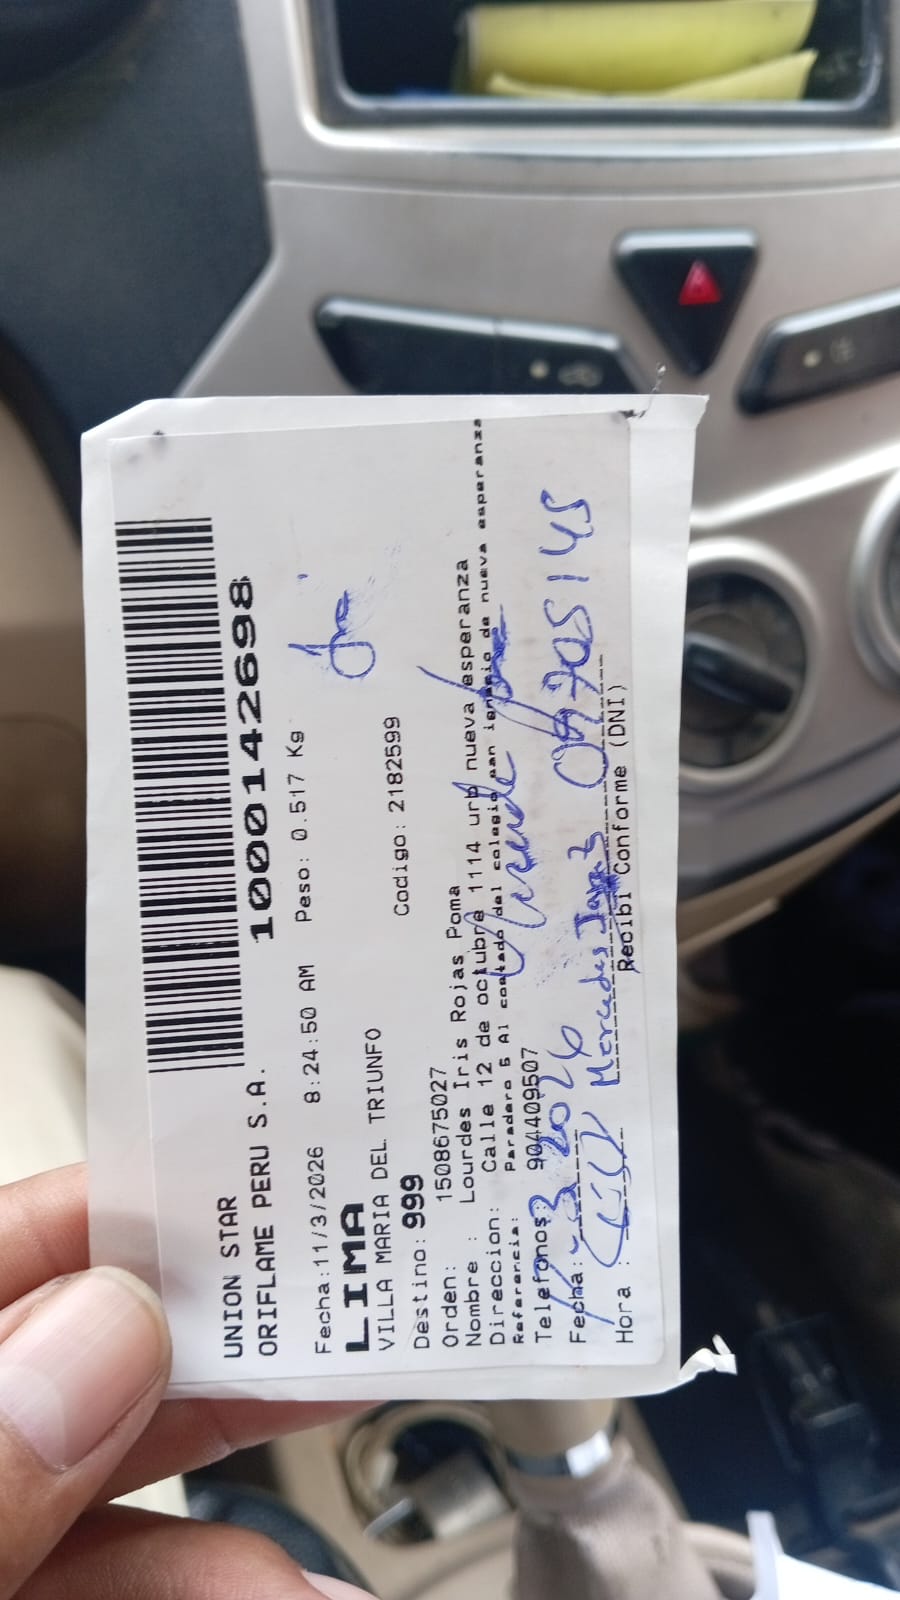 UNION STAR
ORIFLAME PERU S.A. 1000142698
Fecha:11/3/2026 8:24:50 AM Peso: 0.517 Kg
LIMA
VILLA MARIA DEL TRIUNFO
Destino: 999 Codigo: 2182599
Orden: 1508675027
Nombre : Lourdes Iris Rojas Poma
Direccion: Calle 12 de octubre 1114 urb nueva esperanza
Referencia: Paradero 5 Al costado del colegio san ignacio de nueva esperanza
Telefonos: 904409507
Fecha: 3 2026
Hora : Mercedes
Recibi Conforme (DNI)